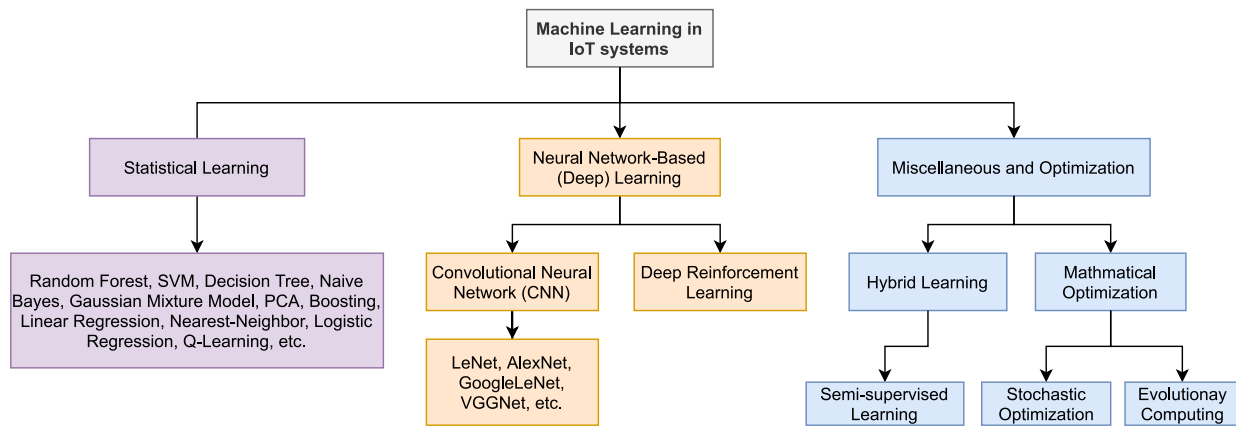 Machine Learning in
IoT systems
Statistical Learning
Neural Network-Based
(Deep) Learning
Miscellaneous and Optimization
Random Forest, SVM, Decision Tree, Naive
Bayes, Gaussian Mixture Model, PCA, Boosting,
Linear Regression, Nearest-Neighbor, Logistic
Regression, Q-Learning, etc.
Convolutional Neural
Network (CNN)
Deep Reinforcement
Learning
Hybrid Learning
Mathmatical
Optimization
LeNet, AlexNet,
GoogleLeNet,
VGGNet, etc.
Semi-supervised
Learning
Stochastic
Optimization
Evolutionay
Computing